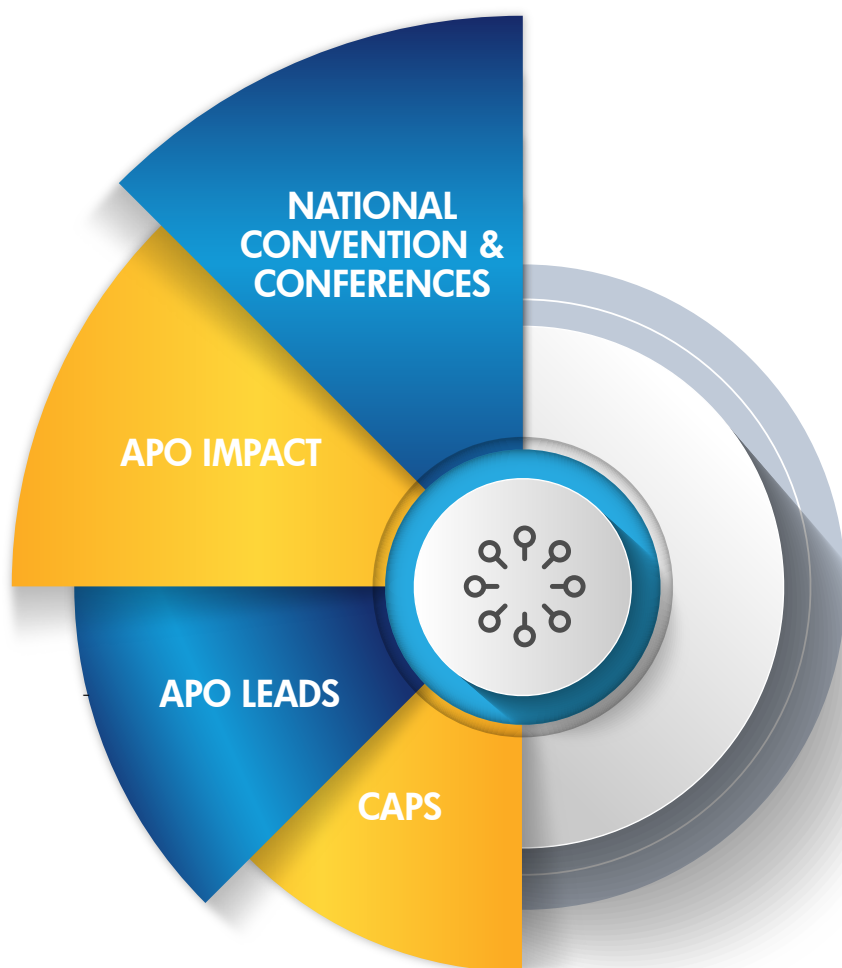 NATIONAL
CONVENTION &
CONFERENCES
APO IMPACT
APO LEADS
CAPS